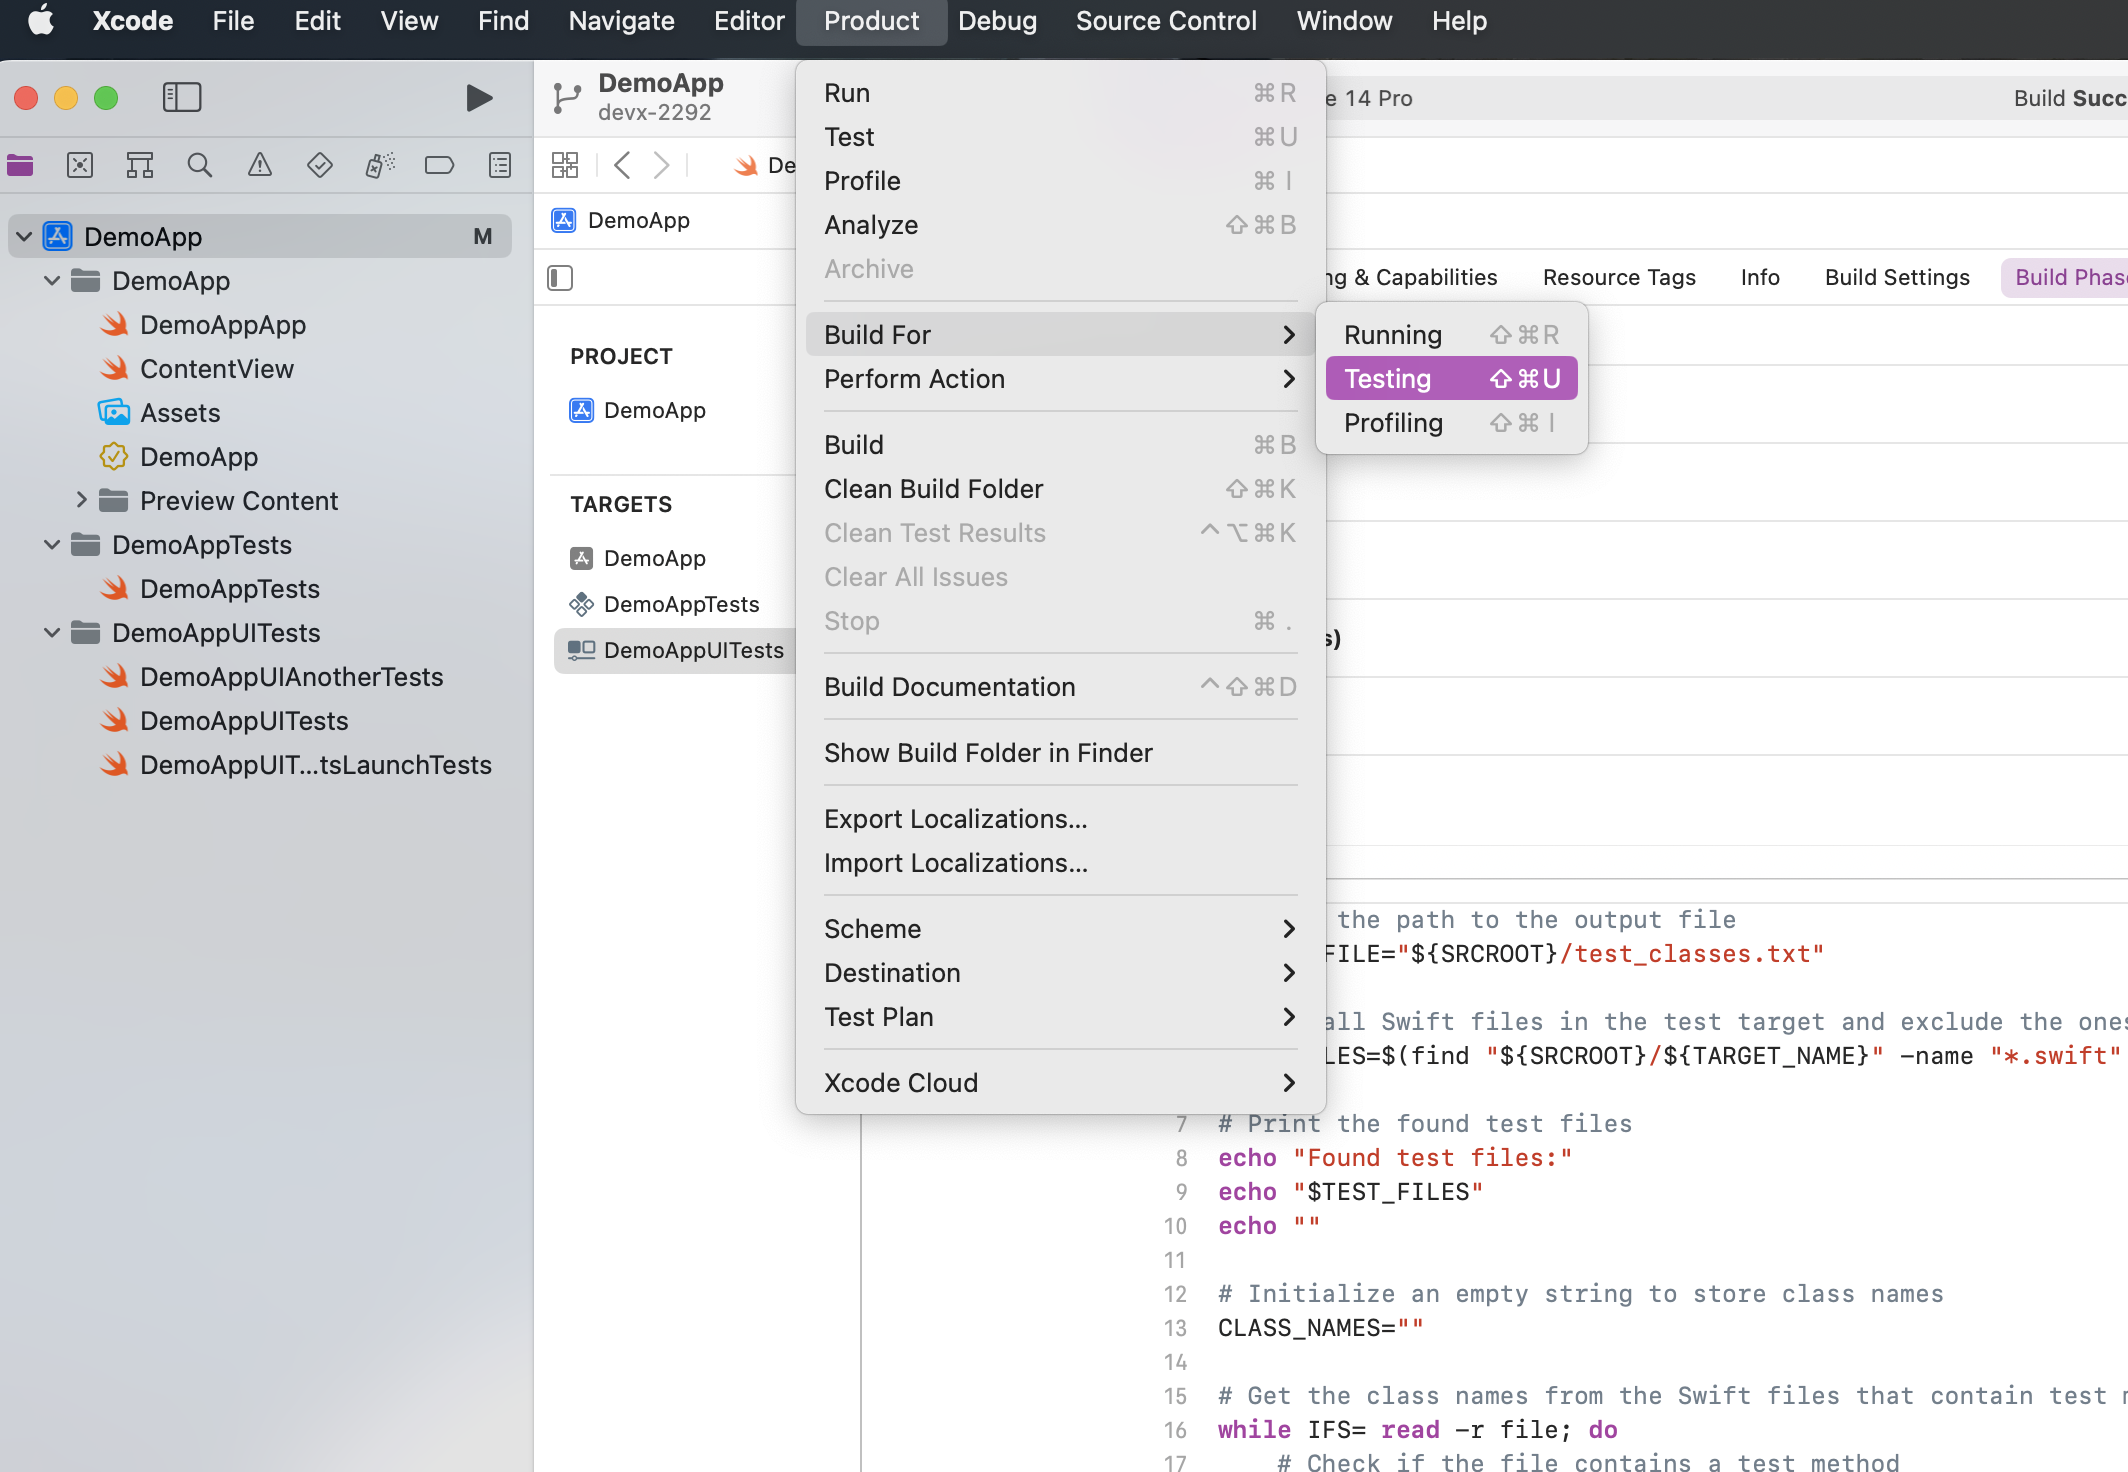 Xcode File Edit View Find Navigate Editor Product Debug Source Control Window Help
DemoApp
devx-2292
e 14 Pro
Build Succ
De
DemoApp M
DemoApp
DemoAppApp
ContentView
Assets
DemoApp
Preview Content
DemoAppTests
DemoAppTests
DemoAppUITests
DemoAppUIAnotherTests
DemoAppUITests
DemoAppUIT...tsLaunchTests
DemoApp
PROJECT
DemoApp
TARGETS
DemoApp
DemoAppTests
DemoAppUITests
Run ⌘R
Test ⌘U
Profile ⌘I
Analyze ⇧⌘B
Archive
Build For
Perform Action
Build ⌘B
Clean Build Folder ⇧⌘K
Clean Test Results ^⌥⌘K
Clear All Issues
Stop ⌘.
Build Documentation ^⇧⌘D
Show Build Folder in Finder
Export Localizations...
Import Localizations...
Scheme
Destination
Test Plan
Xcode Cloud
Running ⇧⌘R
Testing ⇧⌘U
Profiling ⇧⌘I
ng & Capabilities Resource Tags Info Build Settings Build Phas
s)
the path to the output file
FILE="${SRCROOT}/test_classes.txt"
all Swift files in the test target and exclude the ones
LES=$(find "${SRCROOT}/${TARGET_NAME}" -name "*.swift"
7 # Print the found test files
8 echo "Found test files:"
9 echo "$TEST_FILES"
10 echo ""
11
12 # Initialize an empty string to store class names
13 CLASS_NAMES=""
14
15 # Get the class names from the Swift files that contain test
16 while IFS= read -r file; do
17 # Check if the file contains a test method